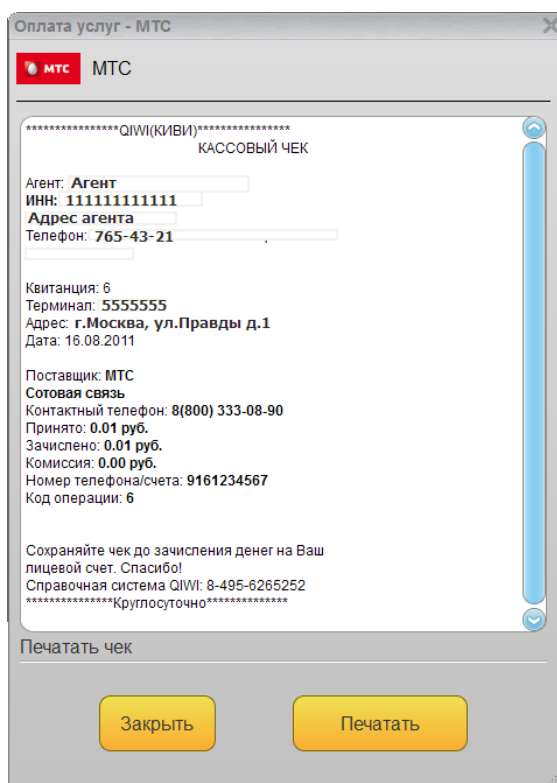 Оплата услуг - МТС
МТС МТС
****************QIWI(КИВИ)****************
КАССОВЫЙ ЧЕК
Агент: Агент
ИНН: 111111111111
Адрес агента
Телефон: 765-43-21
Квитанция: 6
Терминал: 5555555
Адрес: г.Москва, ул.Правды д.1
Дата: 16.08.2011
Поставщик: МТС
Сотовая связь
Контактный телефон: 8(800) 333-08-90
Принято: 0.01 руб.
Зачислено: 0.01 руб.
Комиссия: 0.00 руб.
Номер телефона/счета: 9161234567
Код операции: 6
Сохраняйте чек до зачисления денег на Ваш
лицевой счет. Спасибо!
Справочная система QIWI: 8-495-6265252
***************Круглосуточно**************
Печатать чек
Закрыть Печатать